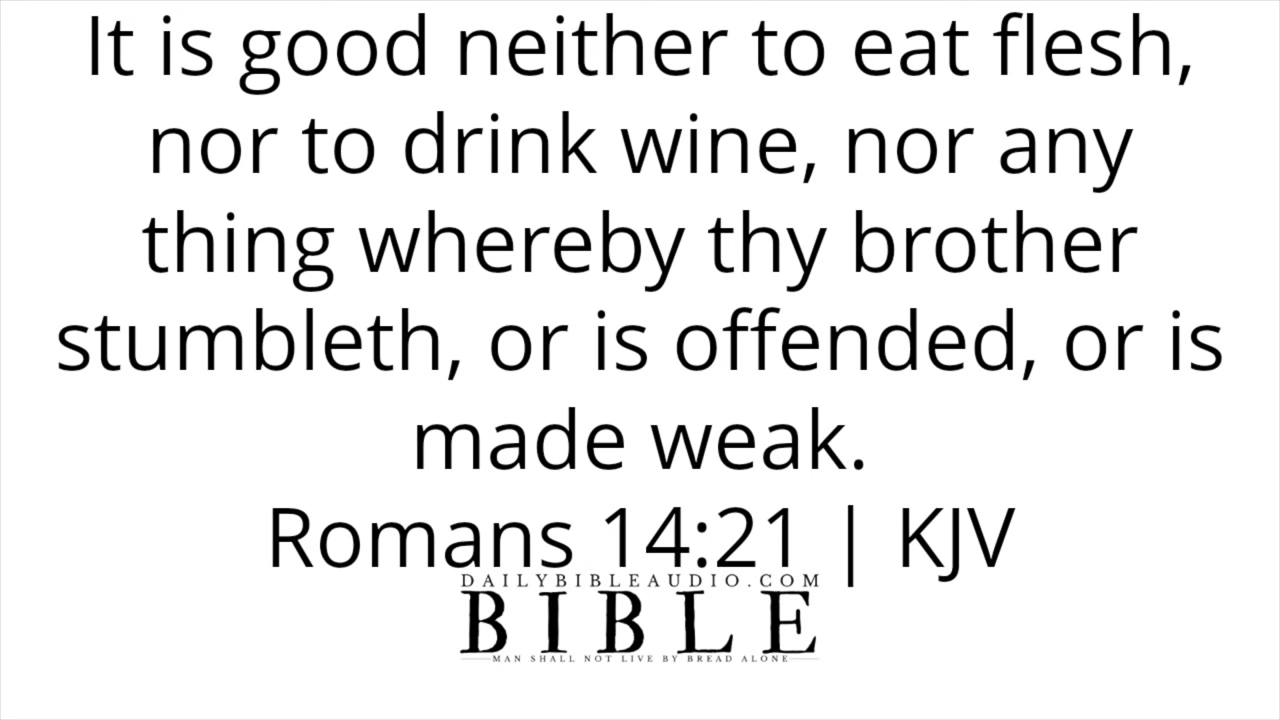 It is good neither to eat flesh,
nor to drink wine, nor any
thing whereby thy brother
stumbleth, or is offended, or is
made weak.
Romans 14:21 | KJV
DAILYBIBLEAUDIO.COM
BIBLE
MAN SHALL NOT LIVE BY BREAD ALONE